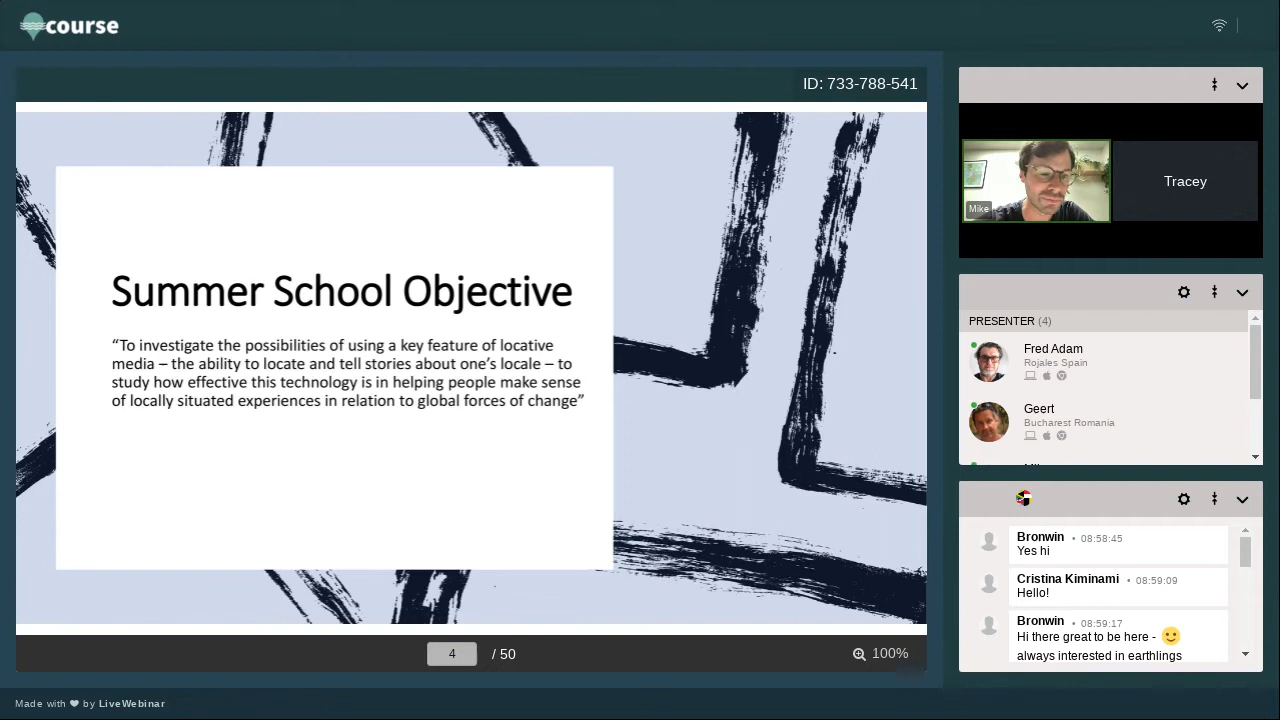 course
ID: 733-788-541
Summer School Objective
“To investigate the possibilities of using a key feature of locative
media – the ability to locate and tell stories about one’s locale – to
study how effective this technology is in helping people make sense
of locally situated experiences in relation to global forces of change”
4 / 50
100%
Mike
Tracey
PRESENTER (4)
Fred Adam
Rojales Spain
Geert
Bucharest Romania
Bronwin • 08:58:45
Yes hi
Cristina Kiminami • 08:59:09
Hello!
Bronwin • 08:59:17
Hi there great to be here - 🙂
always interested in earthlings
Made with ❤ by LiveWebinar